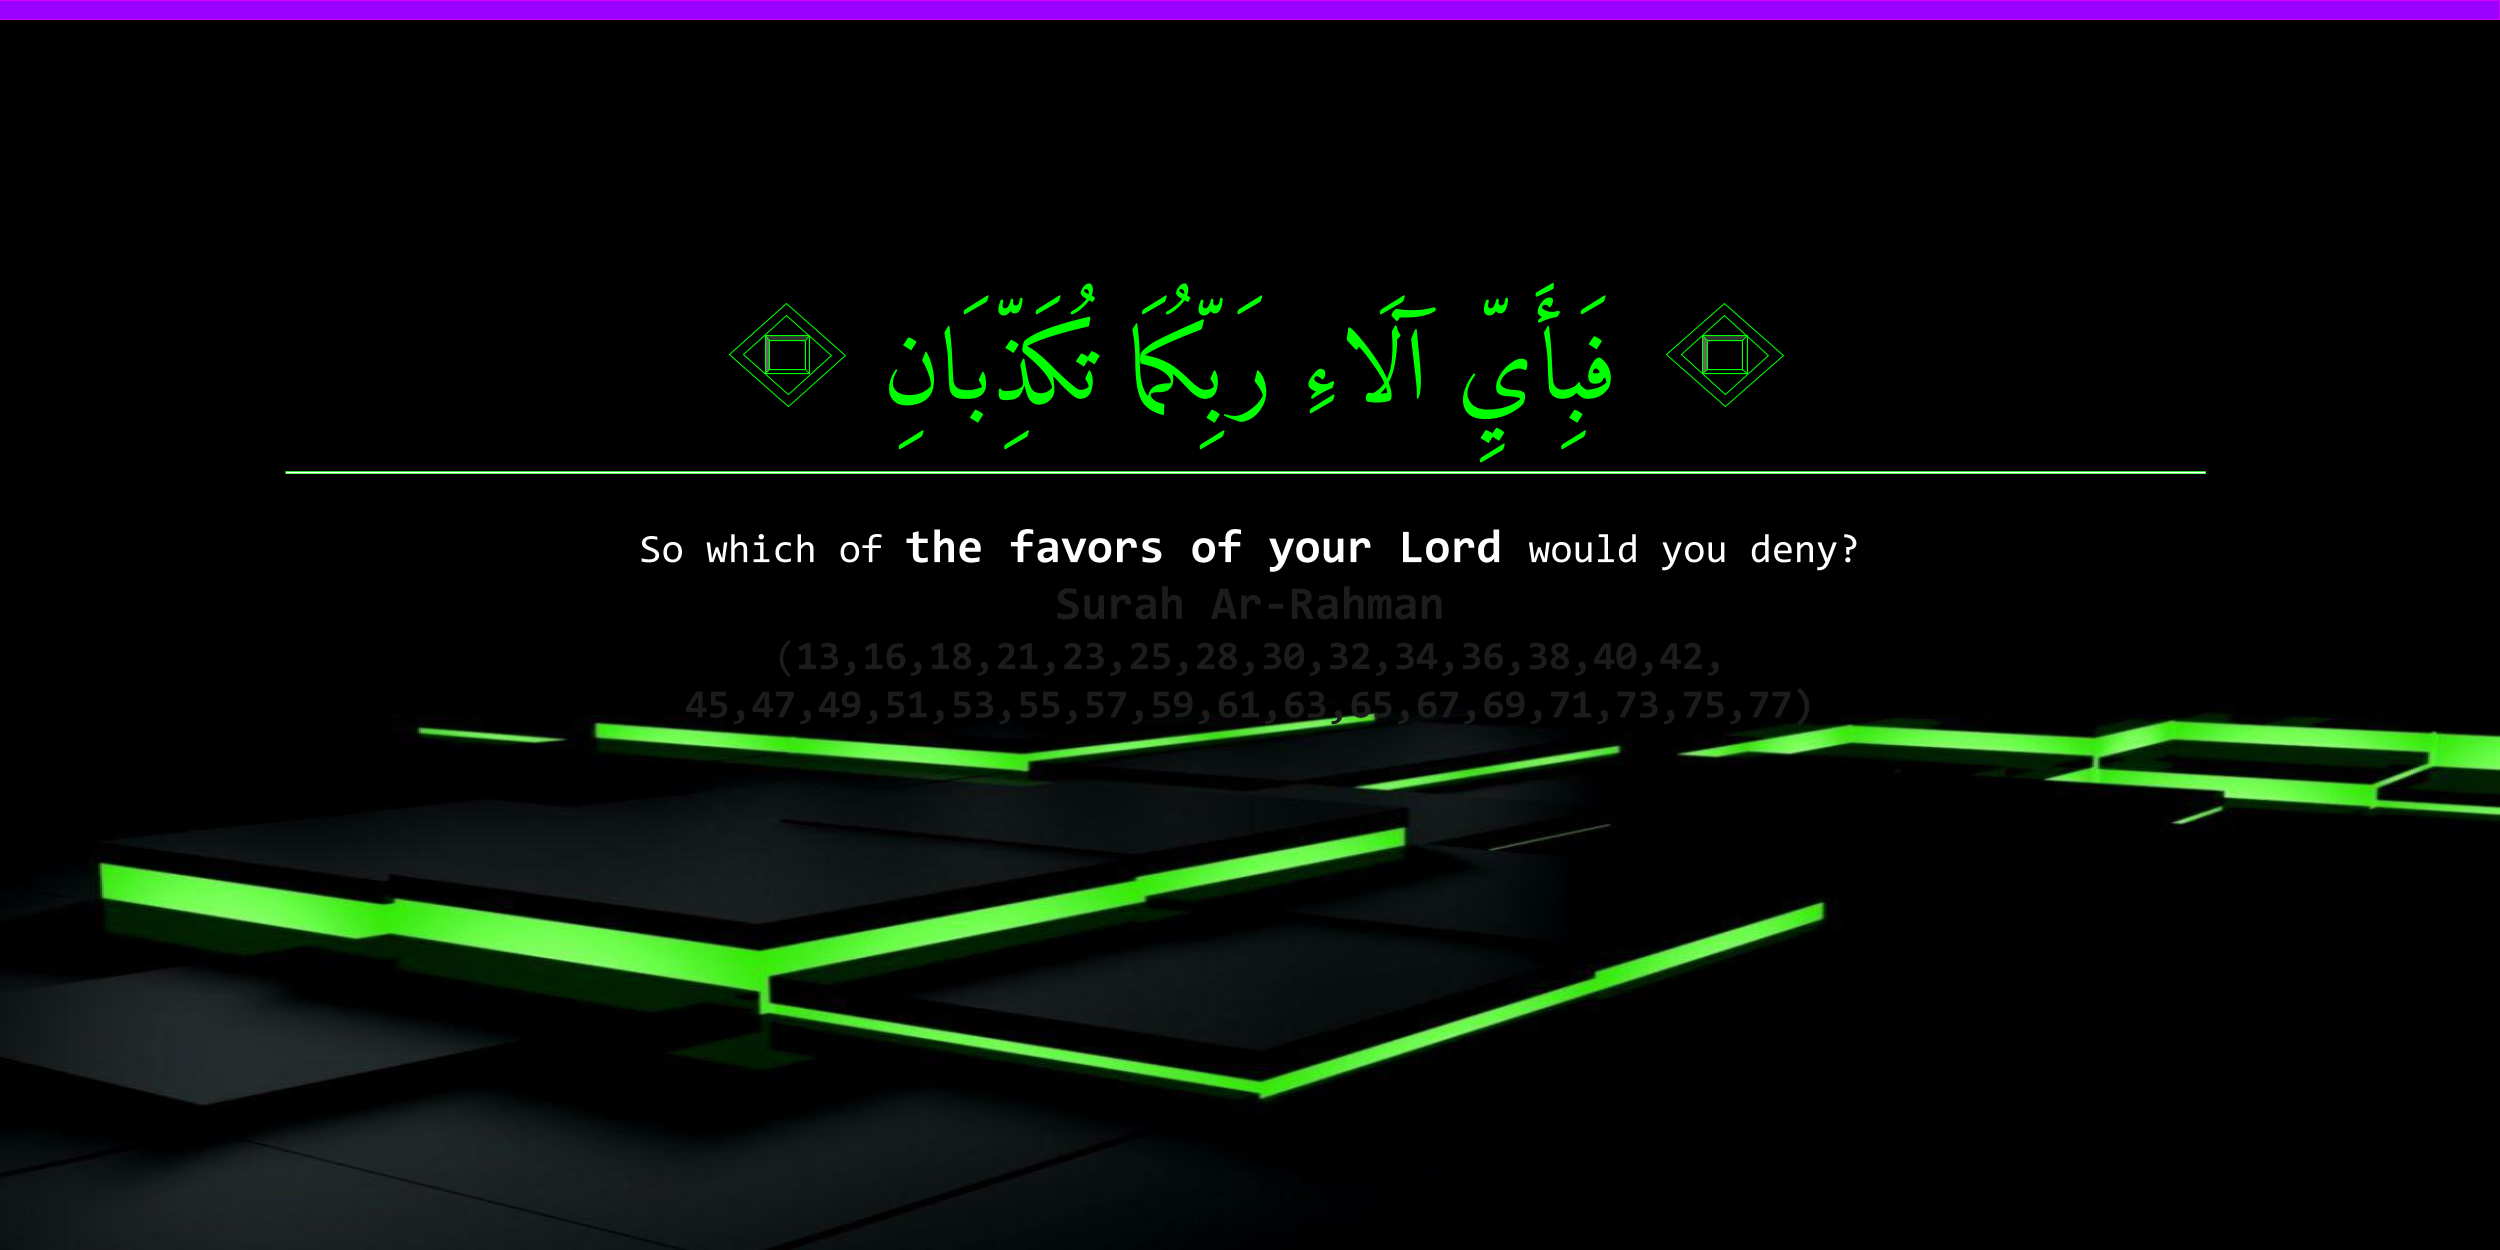 فَبِأَيِّ آلَاءِ رَبِّكُمَا تُكَذِّبَانِ
So which of the favors of your Lord would you deny?
Surah Ar-Rahman
(13,16,18,21,23,25,28,30,32,34,36,38,40,42,
45,47,49,51,53,55,57,59,61,63,65,67,69,71,73,75,77)